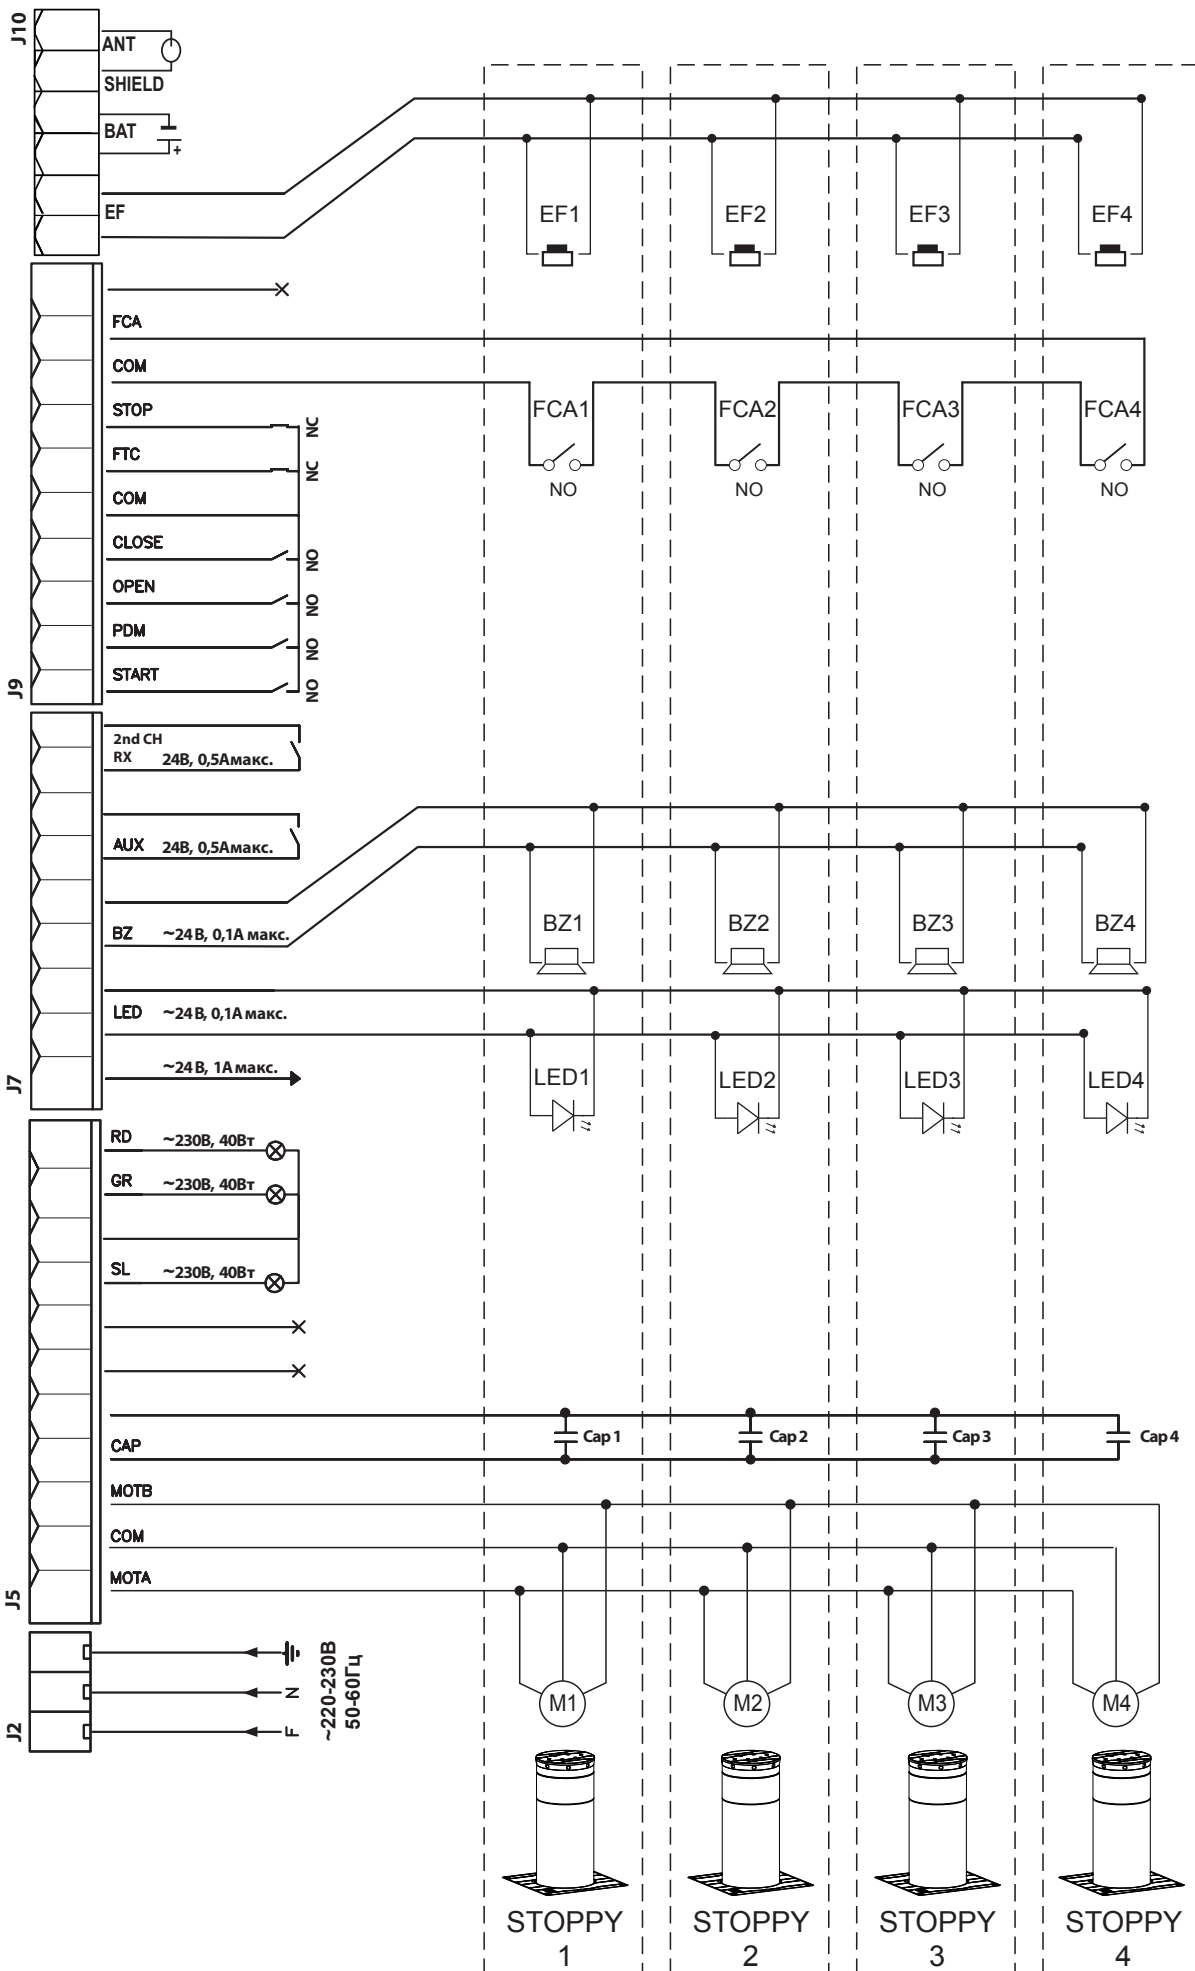 J10
ANT
SHIELD
BAT
+
EF
EF1 EF2 EF3 EF4
J9
FCA
COM
STOP NC
FTC NC
COM
CLOSE NO
OPEN NO
PDM NO
START NO
FCA1 FCA2 FCA3 FCA4
NO NO NO NO
J7
2nd CH
RX 24В, 0,5Амакс.
AUX 24В, 0,5Амакс.
BZ ~24В, 0,1А макс.
BZ1 BZ2 BZ3 BZ4
LED ~24В, 0,1А макс.
~24В, 1А макс.
LED1 LED2 LED3 LED4
J5
RD ~230В, 40Вт
GR ~230В, 40Вт
SL ~230В, 40Вт
CAP
Cap 1 Cap 2 Cap 3 Cap 4
MOTB
COM
MOTA
J2
N
F
~220-230В
50-60Гц
M1 M2 M3 M4
STOPPY STOPPY STOPPY STOPPY
1 2 3 4